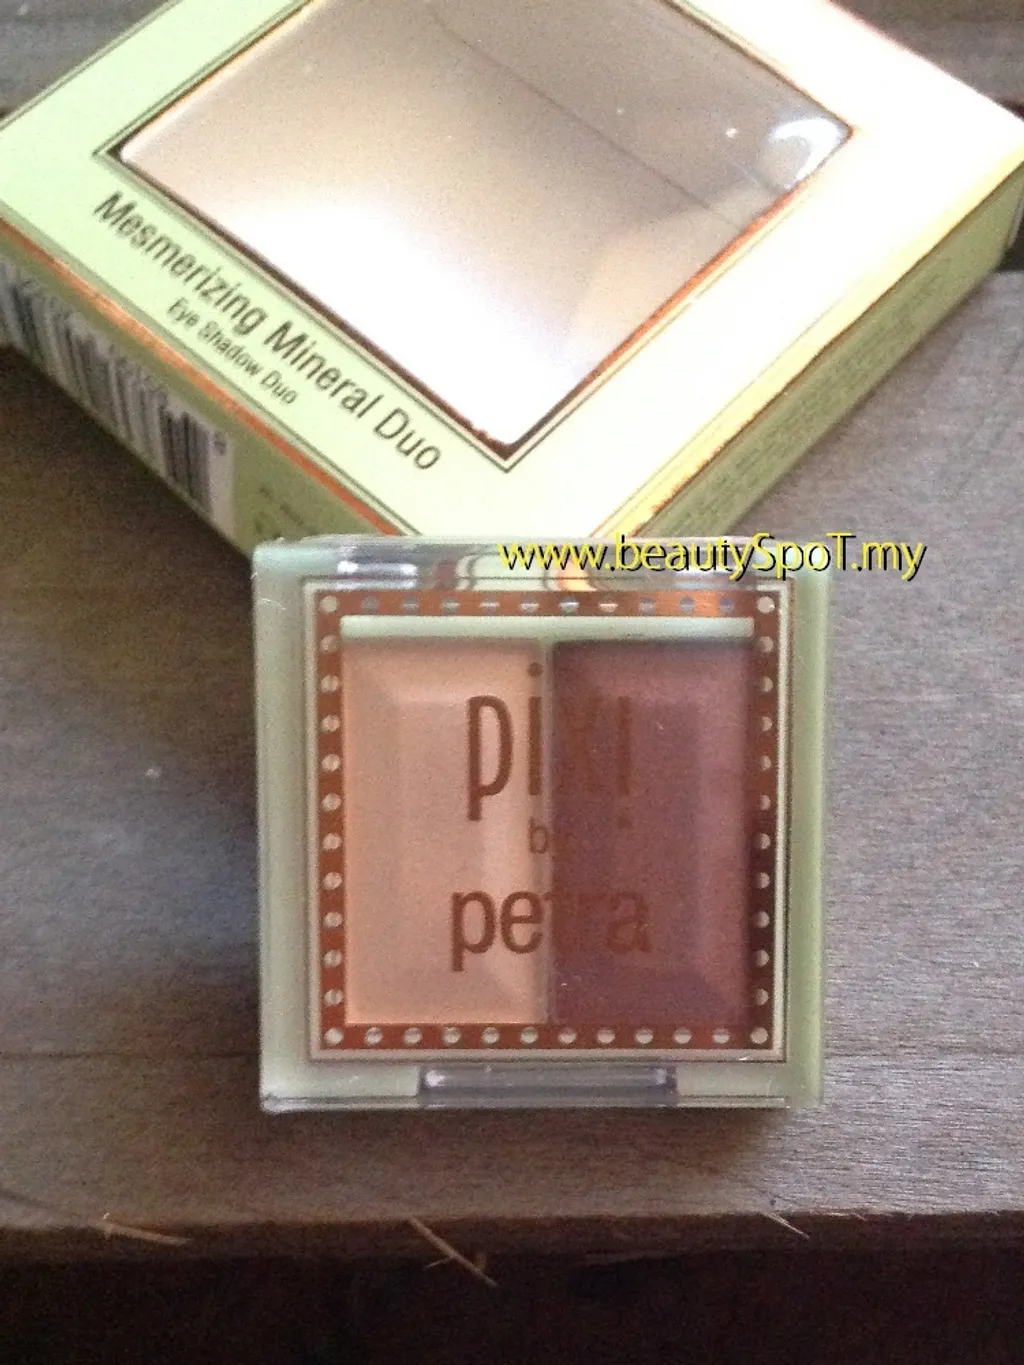 Mesmerizing Mineral Duo
Eye Shadow Duo
www.beautySpoT.my
pixi
by
petra